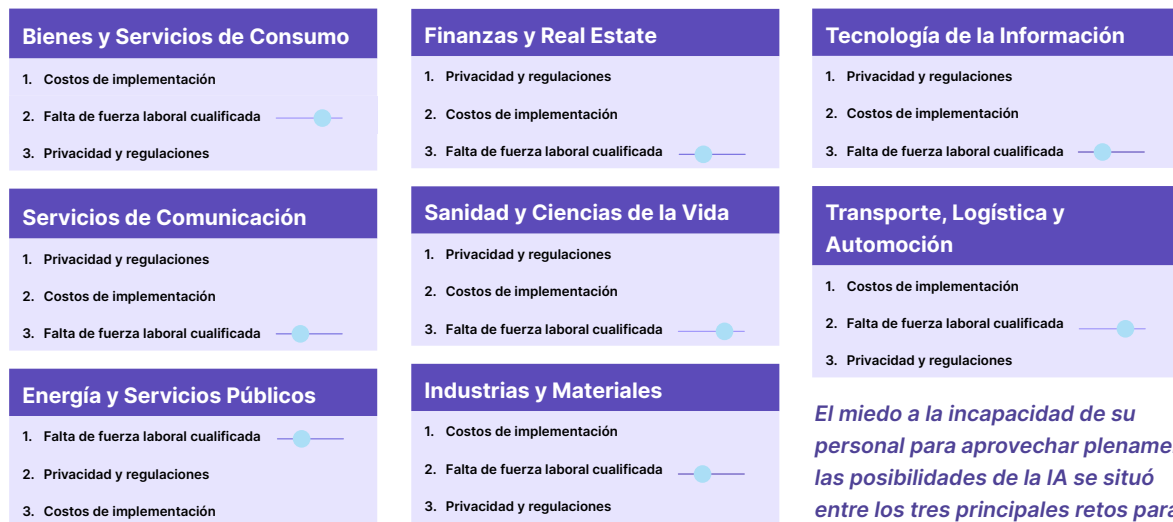 Bienes y Servicios de Consumo
1. Costos de implementación
2. Falta de fuerza laboral cualificada
3. Privacidad y regulaciones
Servicios de Comunicación
1. Privacidad y regulaciones
2. Costos de implementación
3. Falta de fuerza laboral cualificada
Energía y Servicios Públicos
1. Falta de fuerza laboral cualificada
2. Privacidad y regulaciones
3. Costos de implementación
Finanzas y Real Estate
1. Privacidad y regulaciones
2. Costos de implementación
3. Falta de fuerza laboral cualificada
Sanidad y Ciencias de la Vida
1. Privacidad y regulaciones
2. Costos de implementación
3. Falta de fuerza laboral cualificada
Industrias y Materiales
1. Costos de implementación
2. Falta de fuerza laboral cualificada
3. Privacidad y regulaciones
Tecnología de la Información
1. Privacidad y regulaciones
2. Costos de implementación
3. Falta de fuerza laboral cualificada
Transporte, Logística y
Automoción
1. Costos de implementación
2. Falta de fuerza laboral cualificada
3. Privacidad y regulaciones
El miedo a la incapacidad de su
personal para aprovechar
las posibilidades de la IA se situó
entre los tres principales retos para